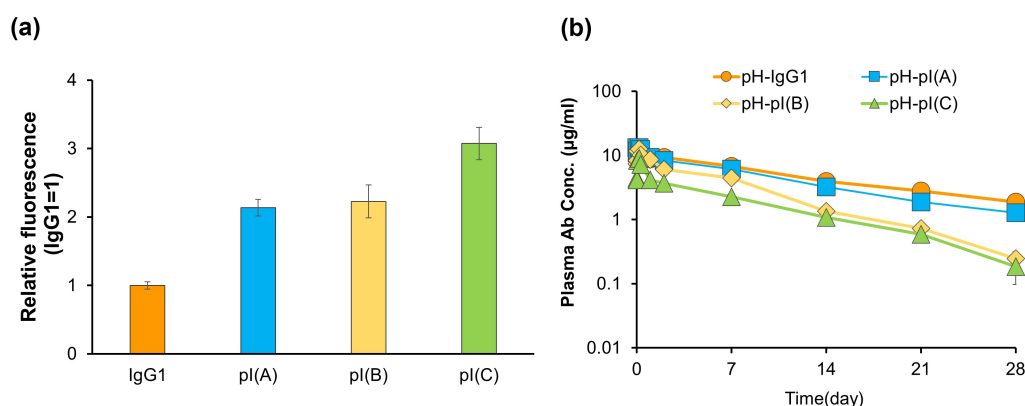 (a)
Relative fluorescence
(IgG1=1)
4
3
2
1
0
IgG1
pI(A)
pI(B)
pI(C)
(b)
pH-IgG1
pH-pI(A)
pH-pI(B)
pH-pI(C)
Plasma Ab Conc. (µg/ml)
100
10
1
0.1
0.01
0
7
14
21
28
Time(day)